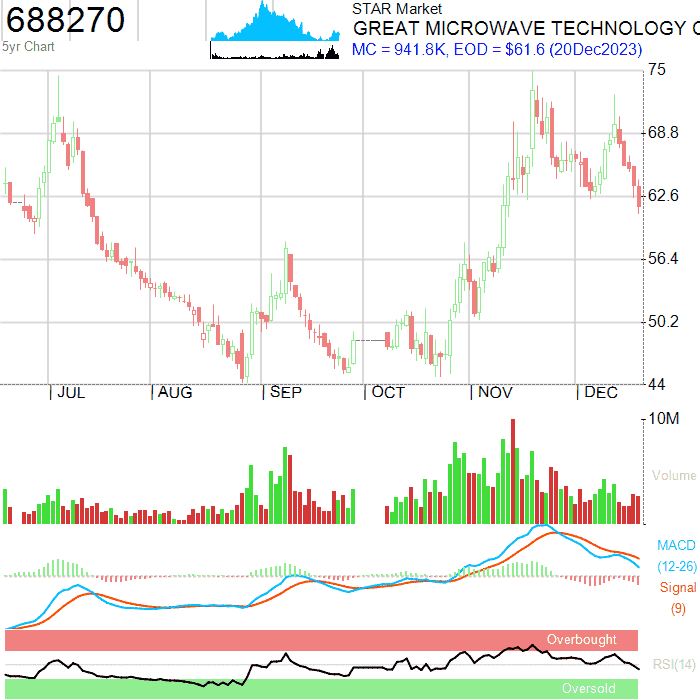 688270
5yr Chart
STAR Market
GREAT MICROWAVE TECHNOLOGY C
MC = 941.8K, EOD = $61.6 (20Dec2023)
75
68.8
62.6
56.4
50.2
44
JUL AUG SEP OCT NOV DEC
10M
Volume
MACD
(12-26)
Signal
(9)
Overbought
RSI(14)
Oversold